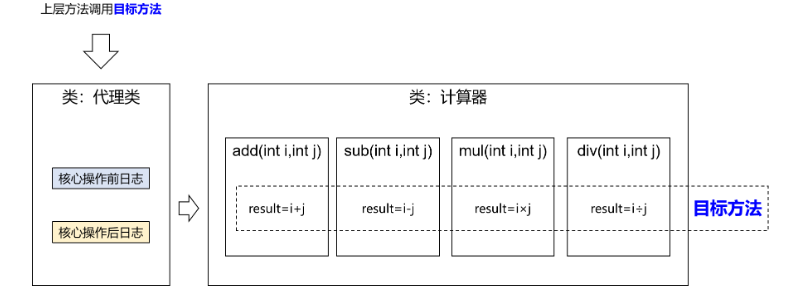 上层方法调用目标方法
类：代理类
核心操作前日志
核心操作后日志
类：计算器
add(int i,int j)
sub(int i,int j)
mul(int i,int j)
div(int i,int j)
result=i+j
result=i-j
result=i×j
result=i÷j
目标方法